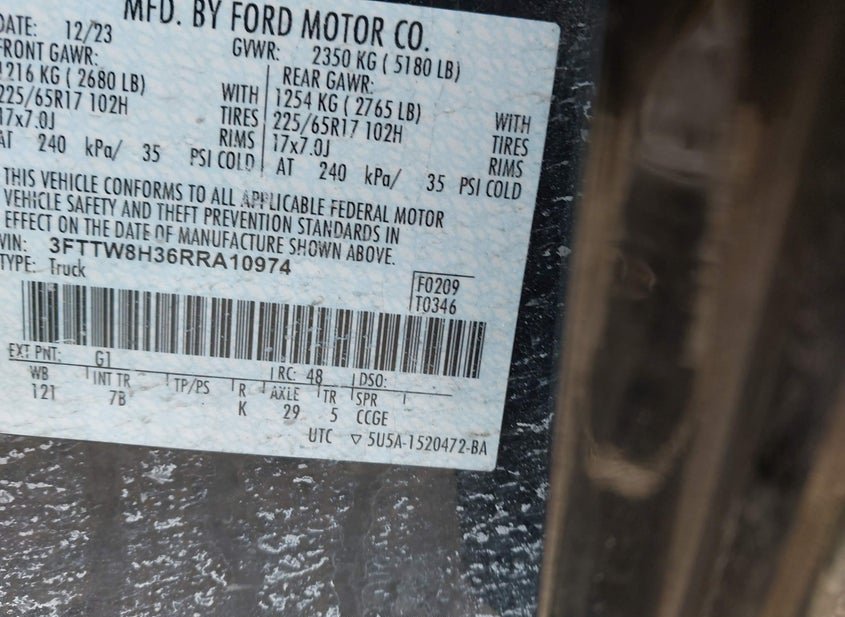 MFD. BY FORD MOTOR CO.
DATE: 12/23
GVWR: 2350 KG ( 5180 LB)
FRONT GAWR:
REAR GAWR:
1216 KG ( 2680 LB)
WITH
1254 KG ( 2765 LB)
WITH
225/65R17 102H
TIRES
225/65R17 102H
TIRES
17x7.0J
RIMS
17x7.0J
RIMS
AT 240 kPa/ 35 PSI COLD
AT 240 kPa/ 35 PSI COLD
THIS VEHICLE CONFORMS TO ALL APPLICABLE FEDERAL MOTOR
VEHICLE SAFETY AND THEFT PREVENTION STANDARDS IN
EFFECT ON THE DATE OF MANUFACTURE SHOWN ABOVE.
VIN: 3FTTW8H36RRA10974
TYPE: Truck
F0209
T0346
EXT PNT: G1
RC: 48
DSO:
WB
INT TR
TP/PS
R
AXLE
TR
SPR
121
7B
K
29
5
CCGE
UTC ▽ 5U5A-1520472-BA